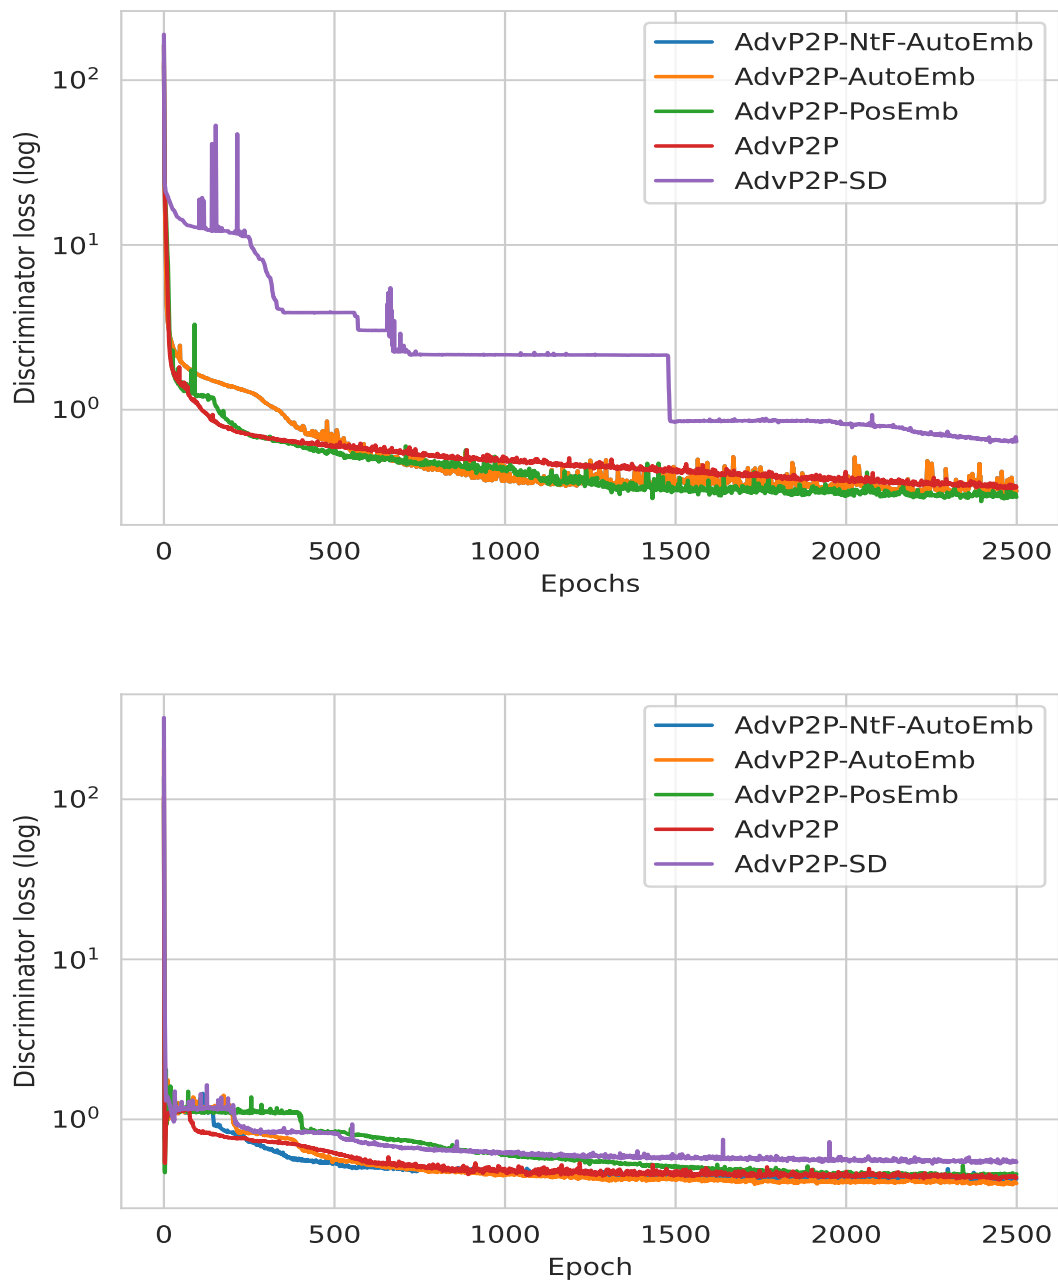 AdvP2P-NtF-AutoEmb
AdvP2P-AutoEmb
AdvP2P-PosEmb
AdvP2P
AdvP2P-SD
10²
10¹
10⁰
Discriminator loss (log)
0 500 1000 1500 2000 2500
Epochs
AdvP2P-NtF-AutoEmb
AdvP2P-AutoEmb
AdvP2P-PosEmb
AdvP2P
AdvP2P-SD
10²
10¹
10⁰
Discriminator loss (log)
0 500 1000 1500 2000 2500
Epoch